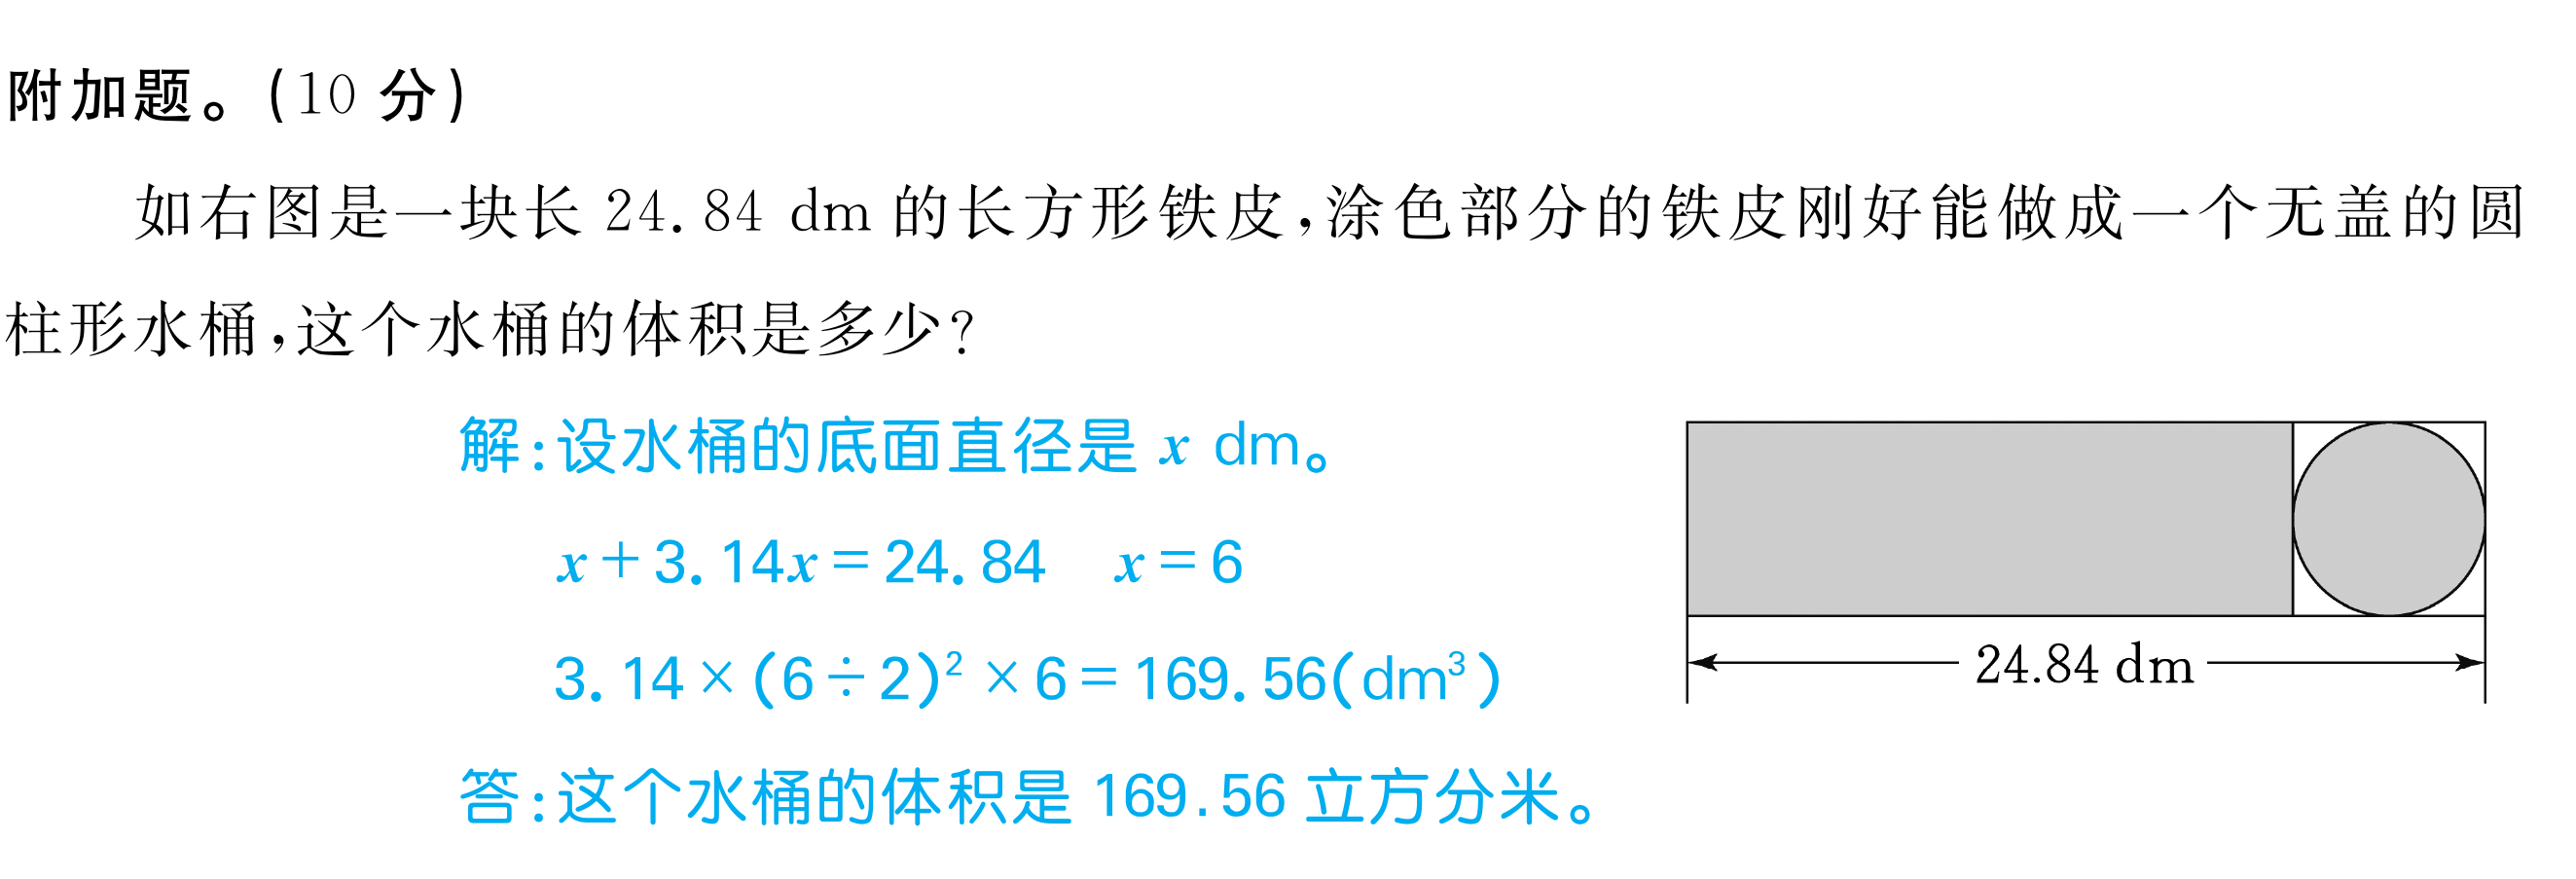 附加题。(10 分)
如右图是一块长 24.84 dm 的长方形铁皮,涂色部分的铁皮刚好能做成一个无盖的圆
柱形水桶,这个水桶的体积是多少?
解:设水桶的底面直径是 x dm。
x+3.14x=24.84 x=6
3.14×(6÷2)²×6=169.56(dm³)
24.84 dm
答:这个水桶的体积是 169.56 立方分米。